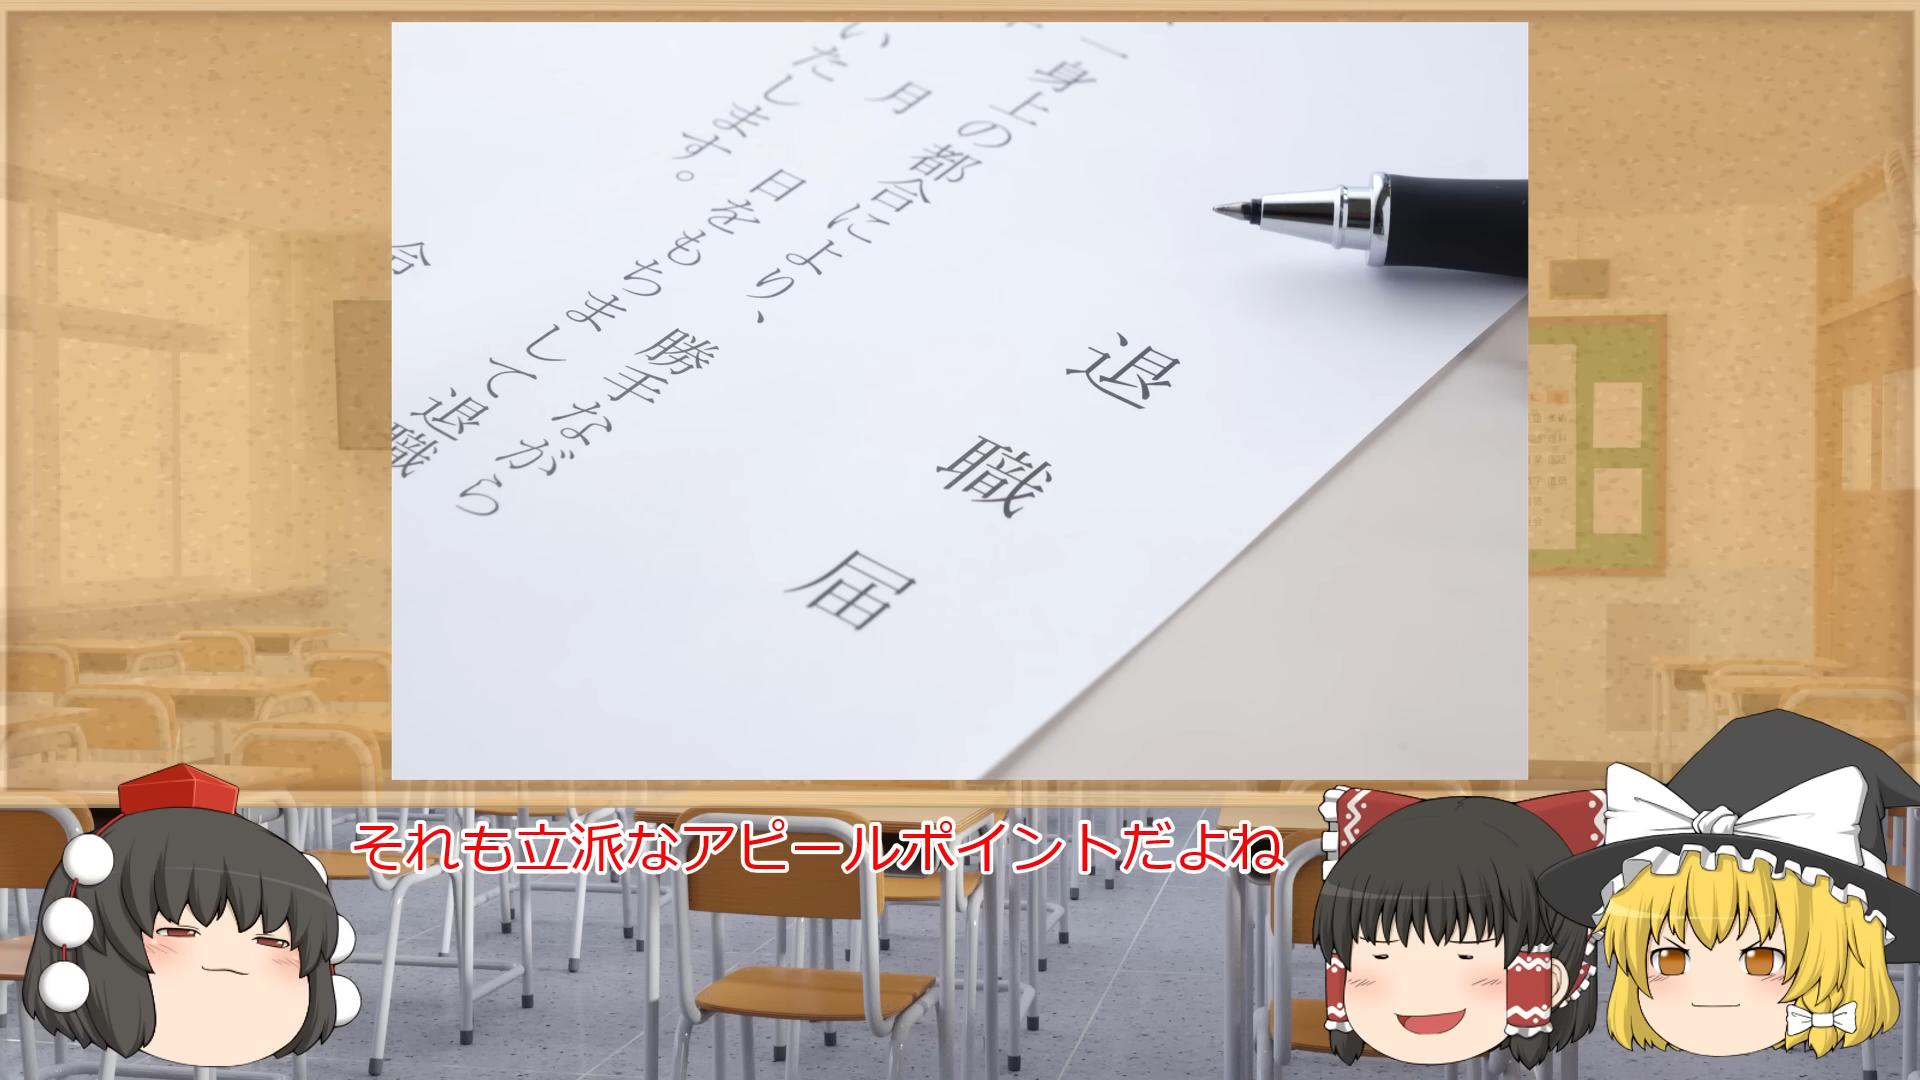 退職届
一身上の都合により、勝手ながら
い 月 日をもちまして退職
いたします。
合
それも立派なアピールポイントだよね